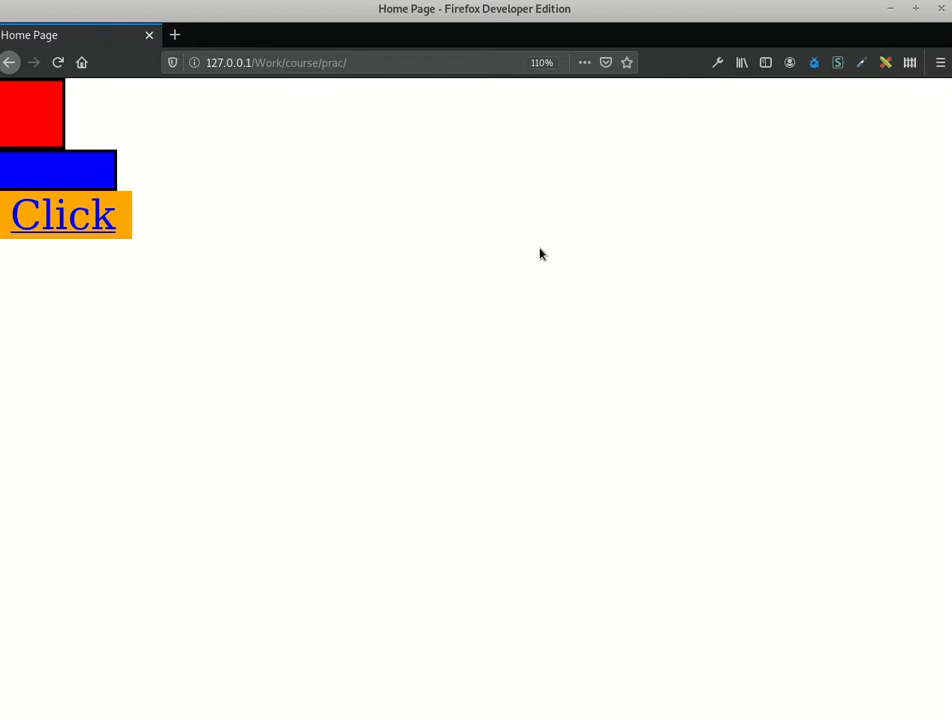 Home Page - Firefox Developer Edition
Home Page
127.0.0.1/Work/course/prac/
110%
S
Click